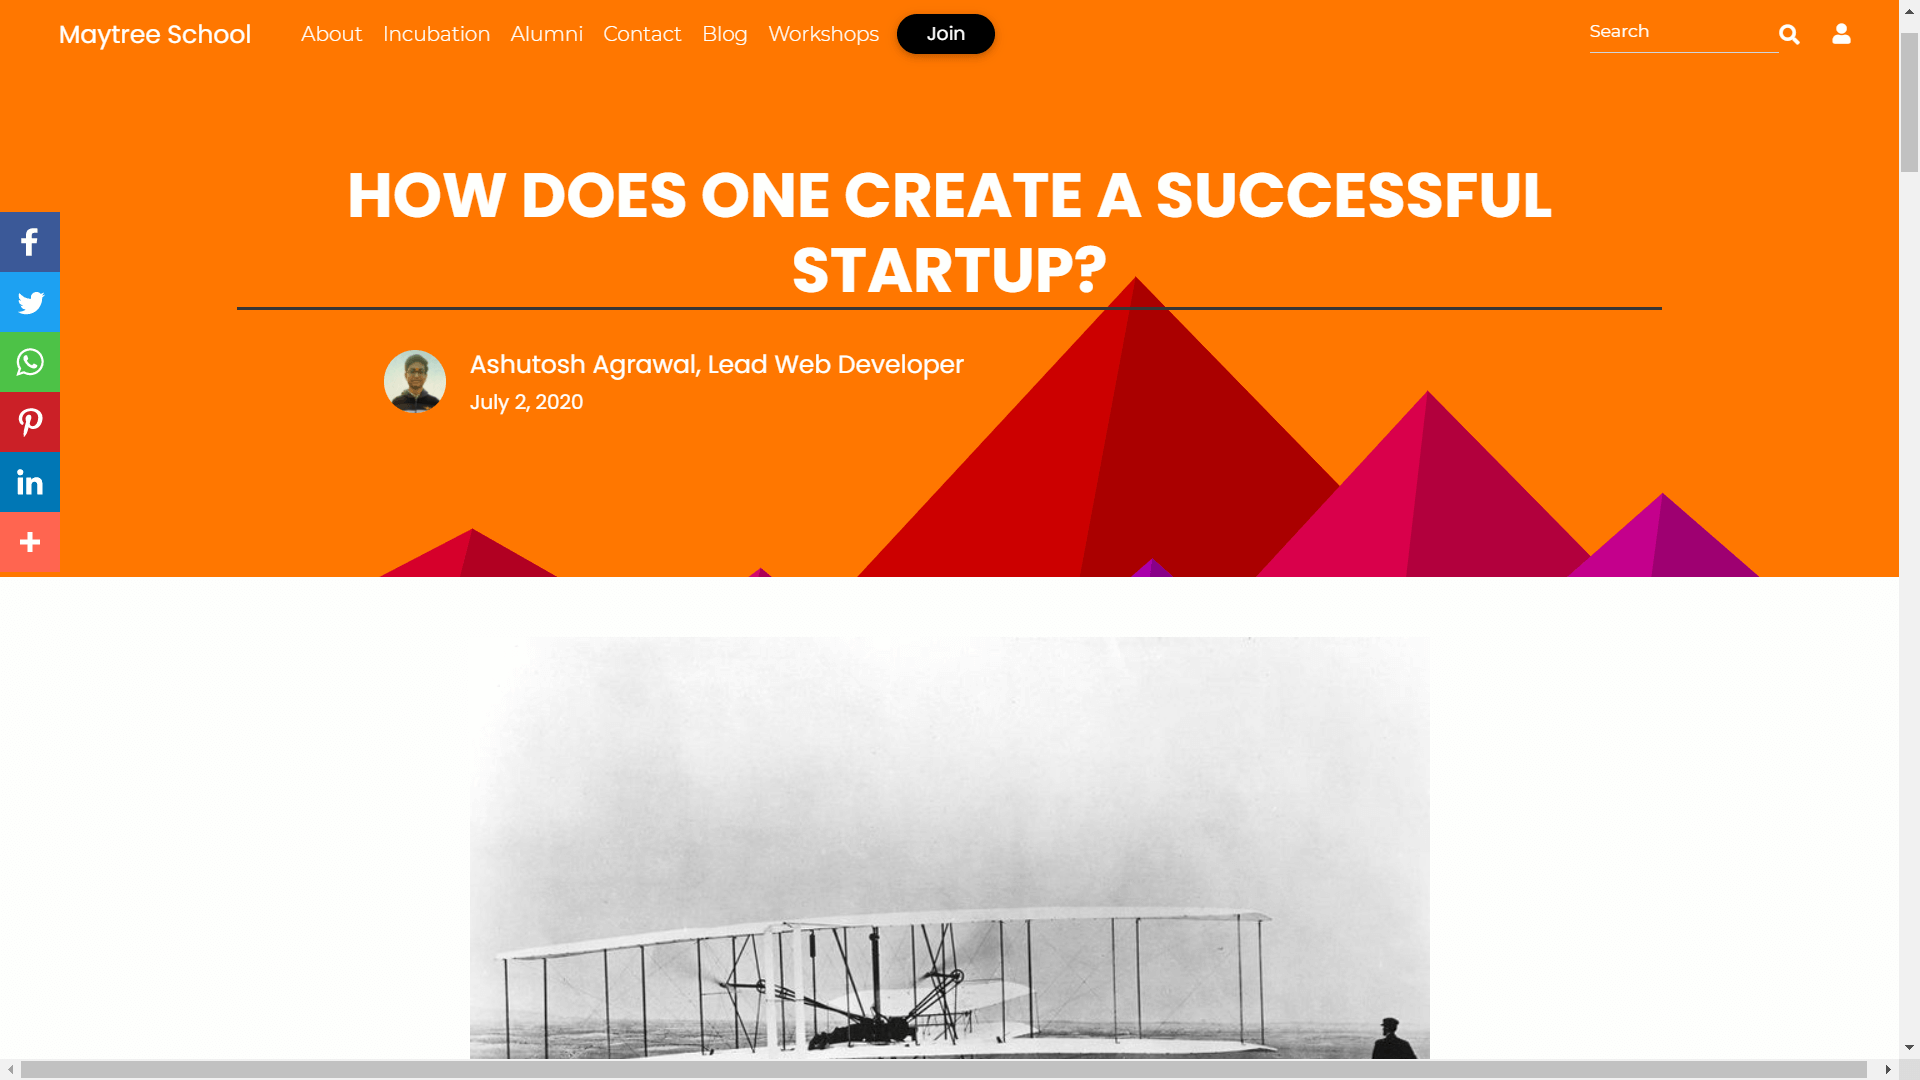 Maytree School About Incubation Alumni Contact Blog Workshops Join Search
HOW DOES ONE CREATE A SUCCESSFUL
STARTUP?
Ashutosh Agrawal, Lead Web Developer
July 2, 2020